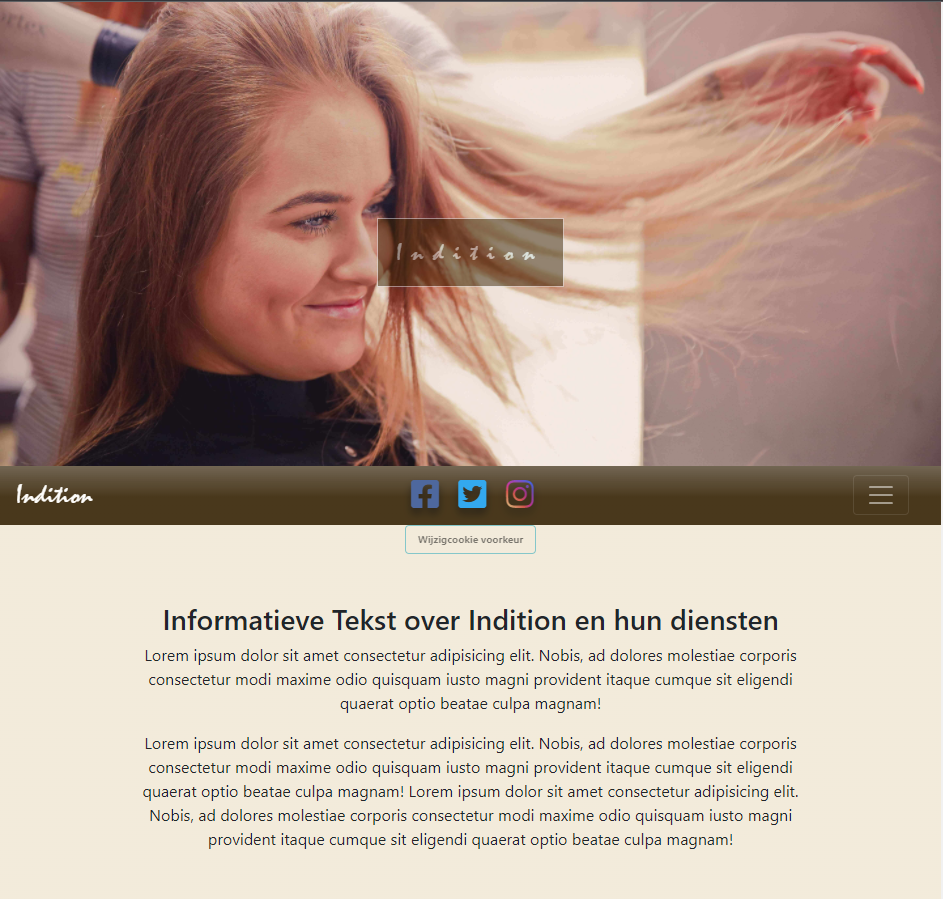 Indition
Indition
Wijzigcookie voorkeur
Informatieve Tekst over Indition en hun diensten
Lorem ipsum dolor sit amet consectetur adipisicing elit. Nobis, ad dolores molestiae corporis
consectetur modi maxime odio quisquam iusto magni provident itaque cumque sit eligendi
quaerat optio beatae culpa magnam!
Lorem ipsum dolor sit amet consectetur adipisicing elit. Nobis, ad dolores molestiae corporis
consectetur modi maxime odio quisquam iusto magni provident itaque cumque sit eligendi
quaerat optio beatae culpa magnam! Lorem ipsum dolor sit amet consectetur adipisicing elit.
Nobis, ad dolores molestiae corporis consectetur modi maxime odio quisquam iusto magni
provident itaque cumque sit eligendi quaerat optio beatae culpa magnam!